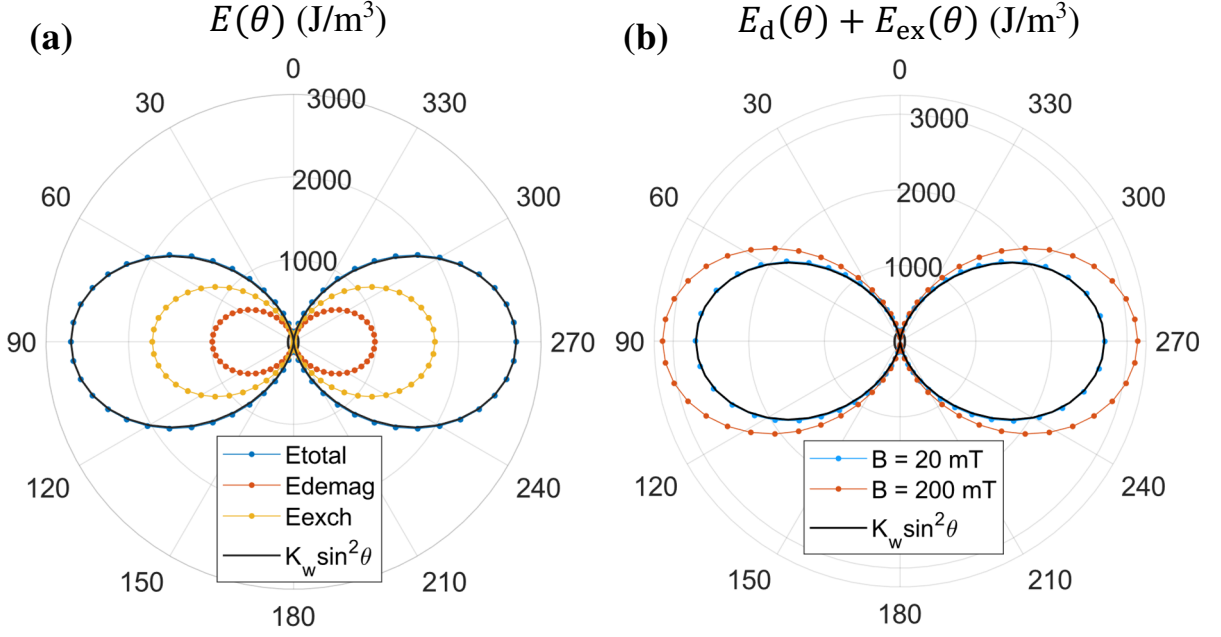 (a)
E(θ) (J/m³)
0
30
330
60
300
90
270
120
240
150
210
180
3000
2000
1000
Etotal
Edemag
Eexch
K_w sin²θ
(b)
E_d(θ) + E_ex(θ) (J/m³)
0
30
330
60
300
90
270
120
240
150
210
180
3000
2000
1000
B = 20 mT
B = 200 mT
K_w sin²θ